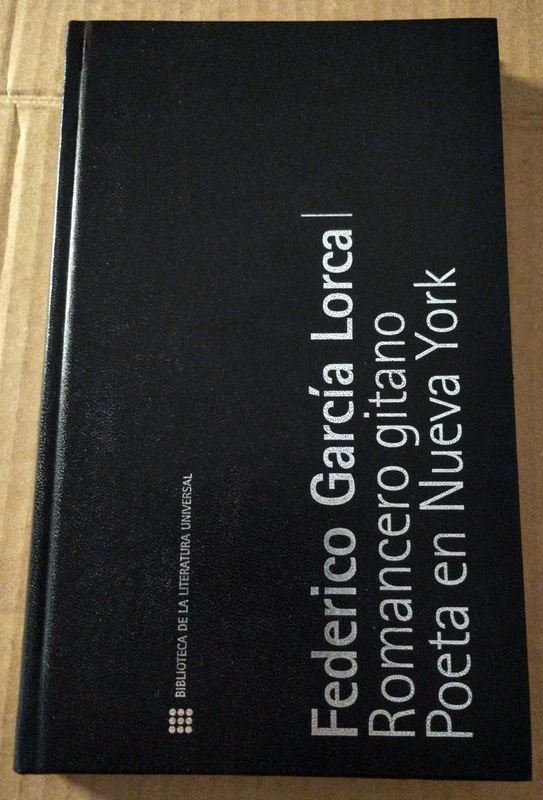 BIBLIOTECA DE LA LITERATURA UNIVERSAL
Federico García Lorca|
Romancero gitano
Poeta en Nueva York